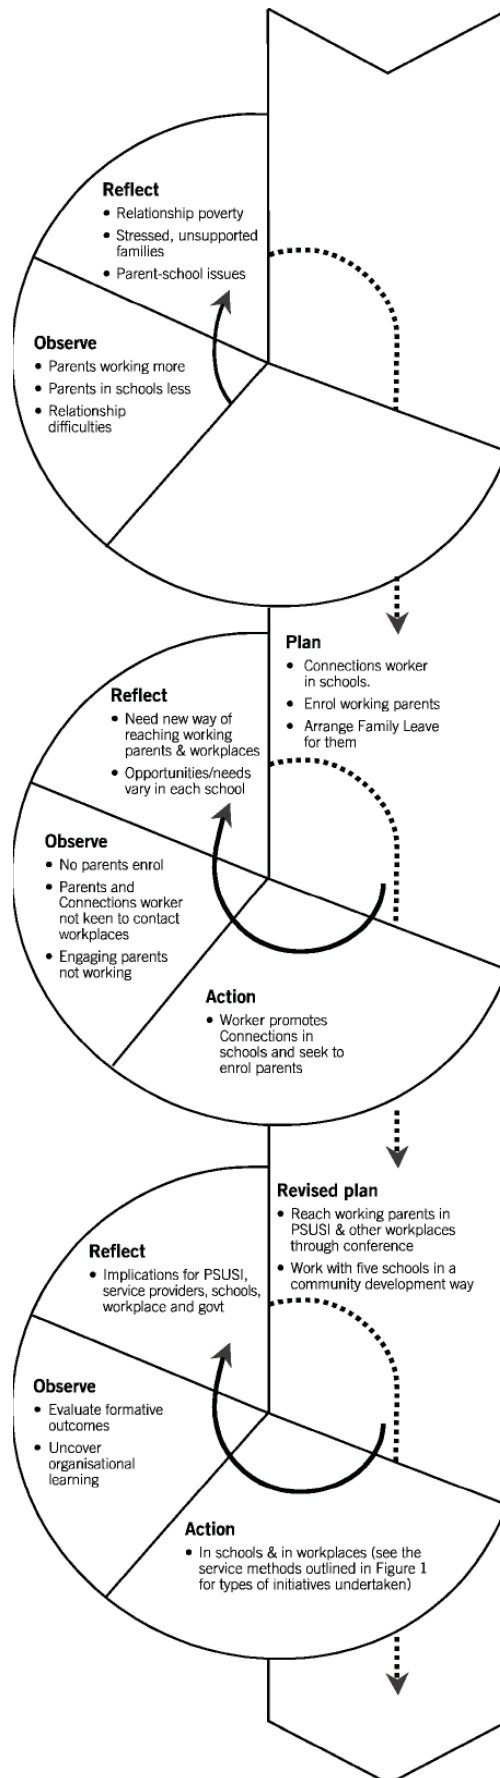 Reflect
• Relationship poverty
• Stressed, unsupported
families
• Parent-school issues
Observe
• Parents working more
• Parents in schools less
• Relationship
difficulties
Plan
• Connections worker
in schools.
• Enrol working parents
• Arrange Family Leave
for them
Reflect
• Need new way of
reaching working
parents & workplaces
• Opportunities/needs
vary in each school
Observe
• No parents enrol
• Parents and
Connections worker
not keen to contact
workplaces
• Engaging parents
not working
Action
• Worker promotes
Connections in
schools and seek to
enrol parents
Revised plan
• Reach working parents in
PSUSI & other workplaces
through conference
• Work with five schools in a
community development way
Reflect
• Implications for PSUSI,
service providers, schools,
workplace and govt
Observe
• Evaluate formative
outcomes
• Uncover
organisational
learning
Action
• In schools & in workplaces (see the
service methods outlined in Figure 1
for types of initiatives undertaken)